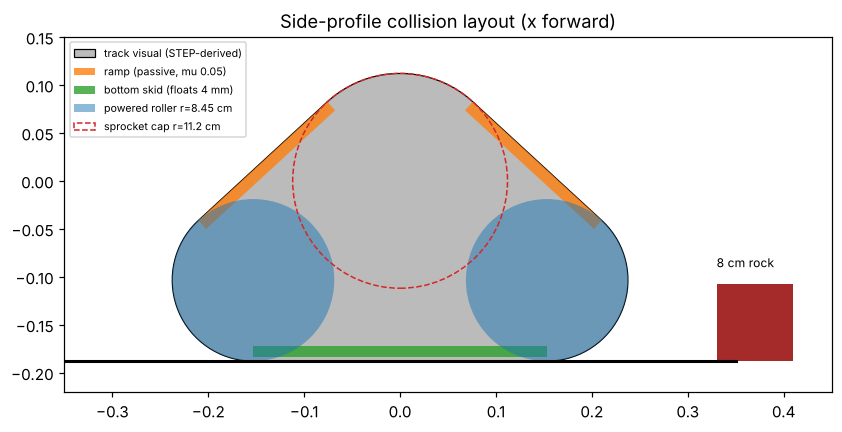 Side-profile collision layout (x forward)
0.15
track visual (STEP-derived)
ramp (passive, mu 0.05)
bottom skid (floats 4 mm)
powered roller r=8.45 cm
sprocket cap r=11.2 cm
0.10
0.05
0.00
−0.05
8 cm rock
−0.10
−0.15
−0.20
−0.3 −0.2 −0.1 0.0 0.1 0.2 0.3 0.4